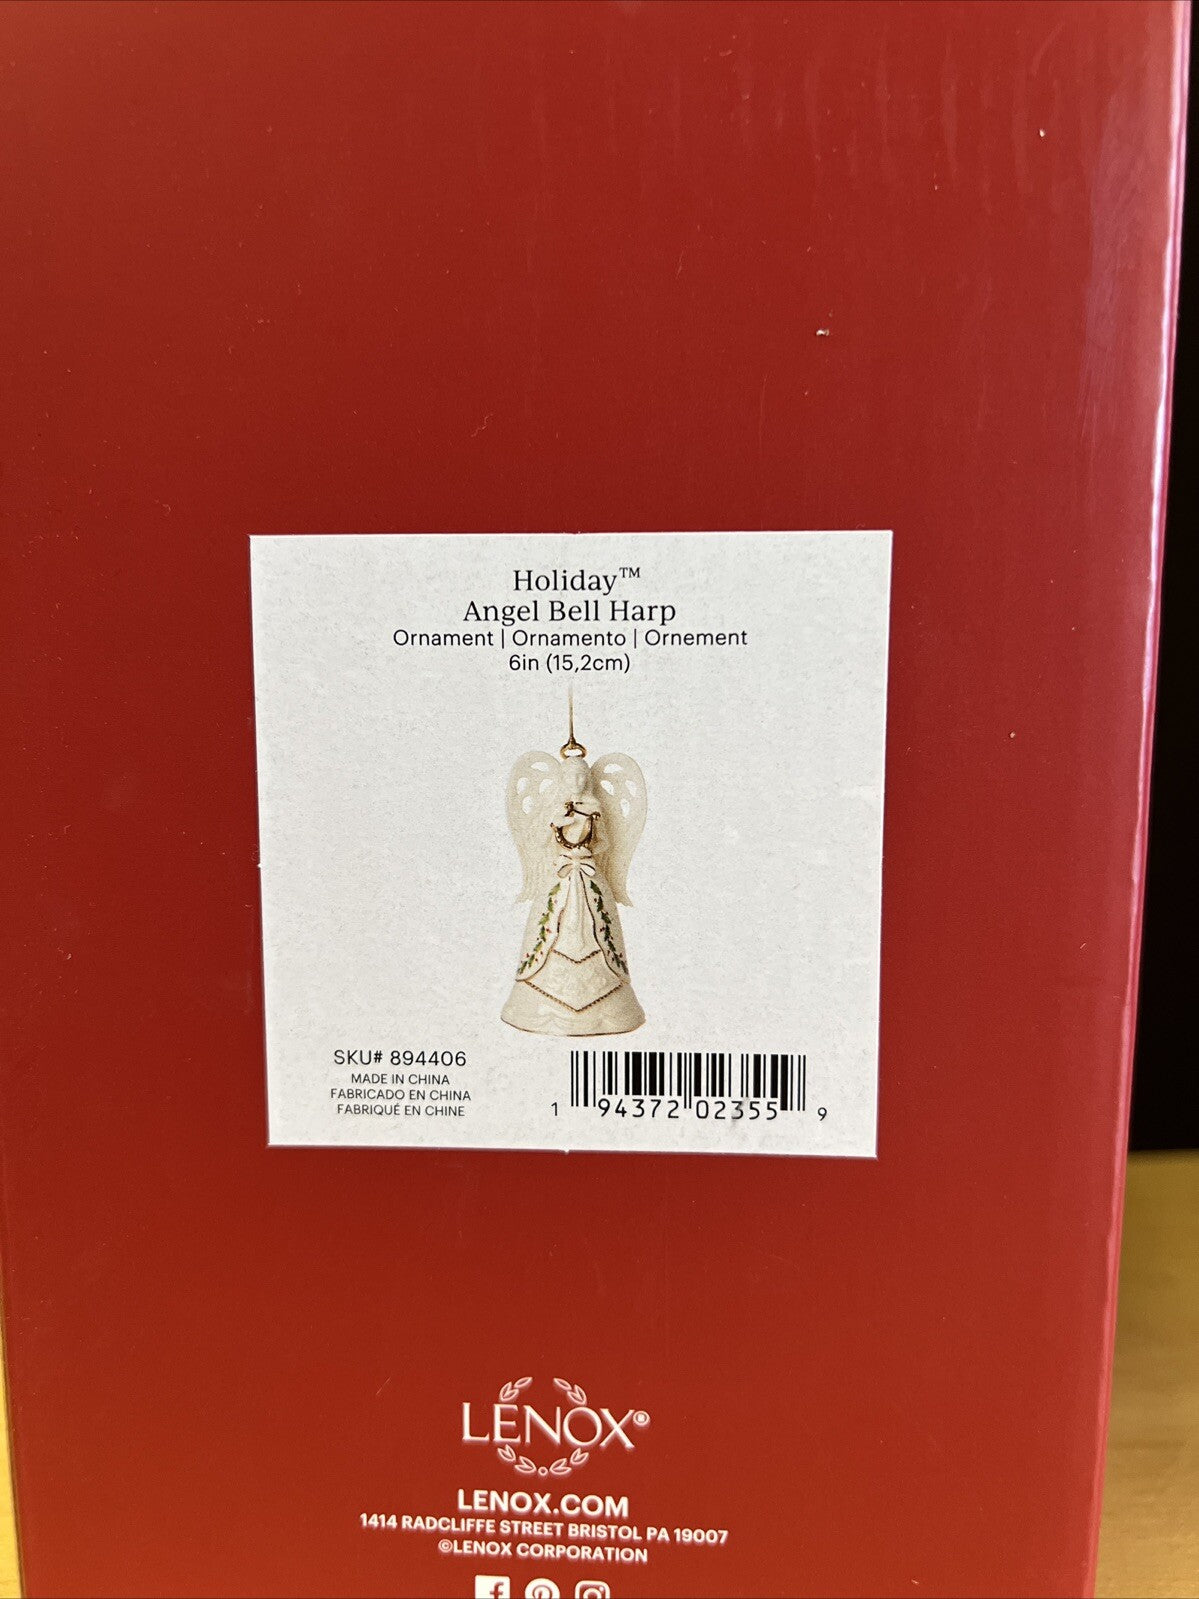 Holiday™
Angel Bell Harp
Ornament | Ornamento | Ornement
6in (15,2cm)
SKU# 894406
MADE IN CHINA
FABRICADO EN CHINA
FABRIQUÉ EN CHINE
1 94372 02355 9
LENOX®
LENOX.COM
1414 RADCLIFFE STREET BRISTOL PA 19007
©LENOX CORPORATION